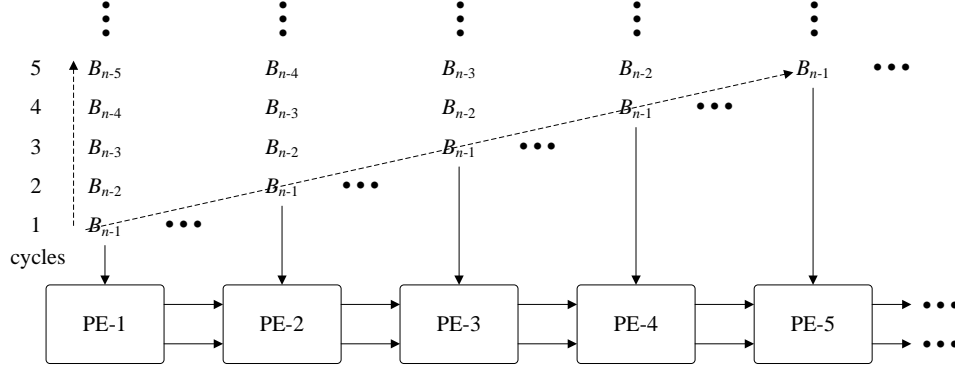 5 B_{n-5} B_{n-4} B_{n-3} B_{n-2} B_{n-1} •••
4 B_{n-4} B_{n-3} B_{n-2} B_{n-1} •••
3 B_{n-3} B_{n-2} B_{n-1} •••
2 B_{n-2} B_{n-1} •••
1 B_{n-1} •••
cycles
PE-1 PE-2 PE-3 PE-4 PE-5